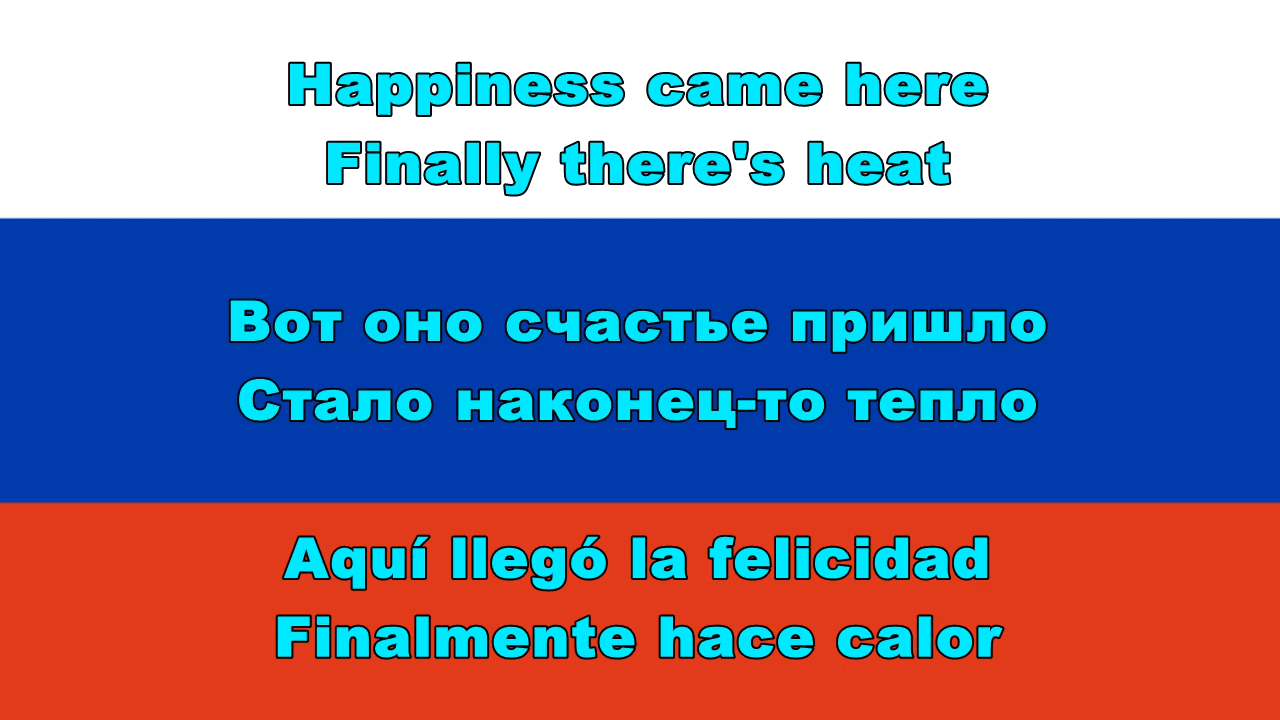 Happiness came here
Finally there's heat
Вот оно счастье пришло
Стало наконец-то тепло
Aquí llegó la felicidad
Finalmente hace calor